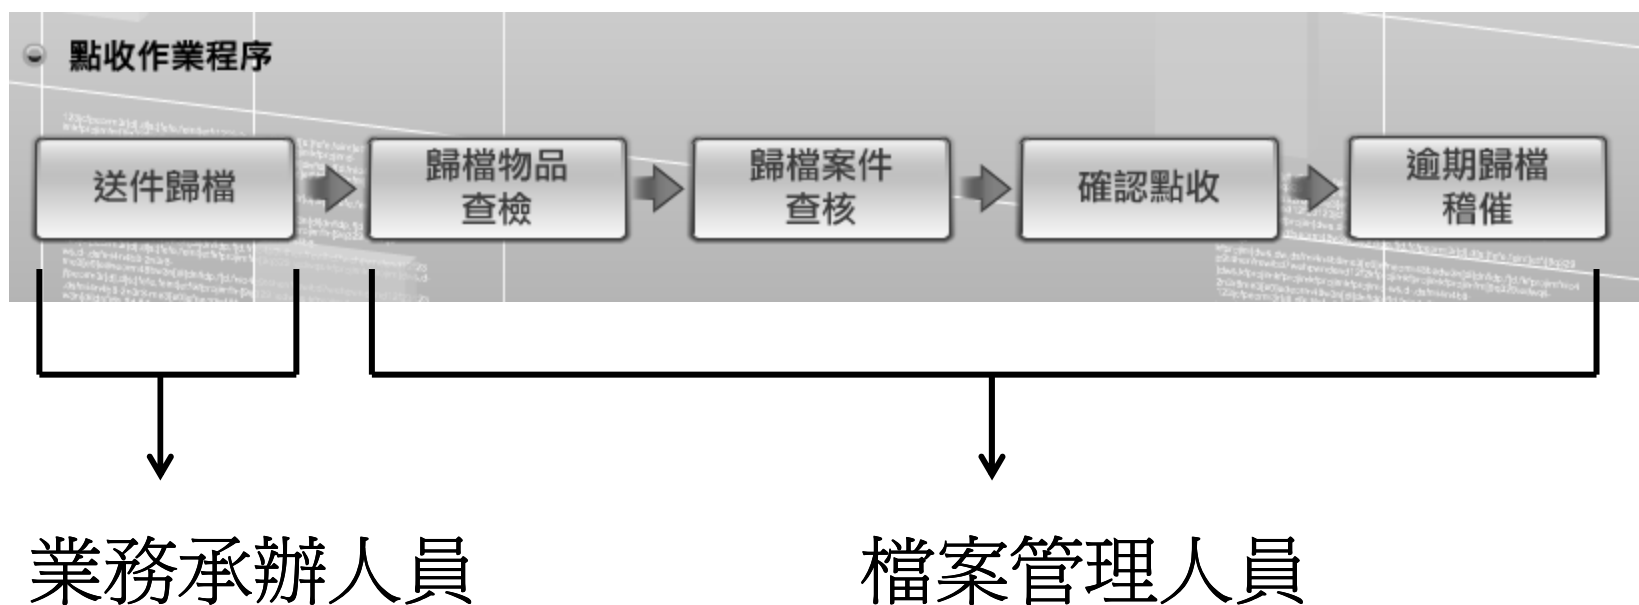 點收作業程序
送件歸檔
歸檔物品
查檢
歸檔案件
查核
確認點收
逾期歸檔
稽催
業務承辦人員
檔案管理人員